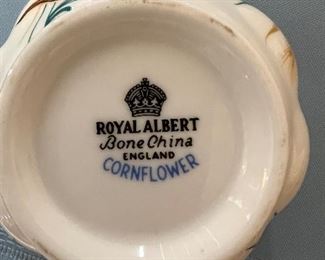 ROYAL ALBERT
Bone China
ENGLAND
CORNFLOWER